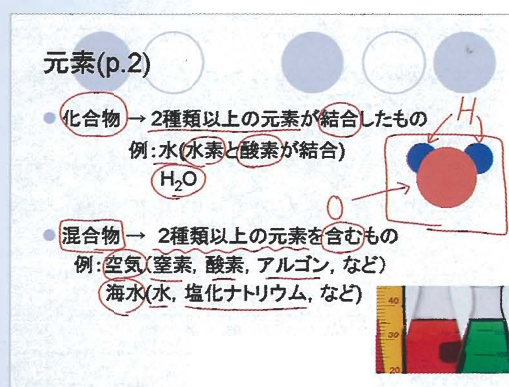 元素(p.2)
化合物 → 2種類以上の元素が結合したもの
例：水(水素と酸素が結合)
H₂O
H
O
混合物→ 2種類以上の元素を含むもの
例：空気(窒素, 酸素, アルゴン, など)
海水(水, 塩化ナトリウム, など)
40
30
20